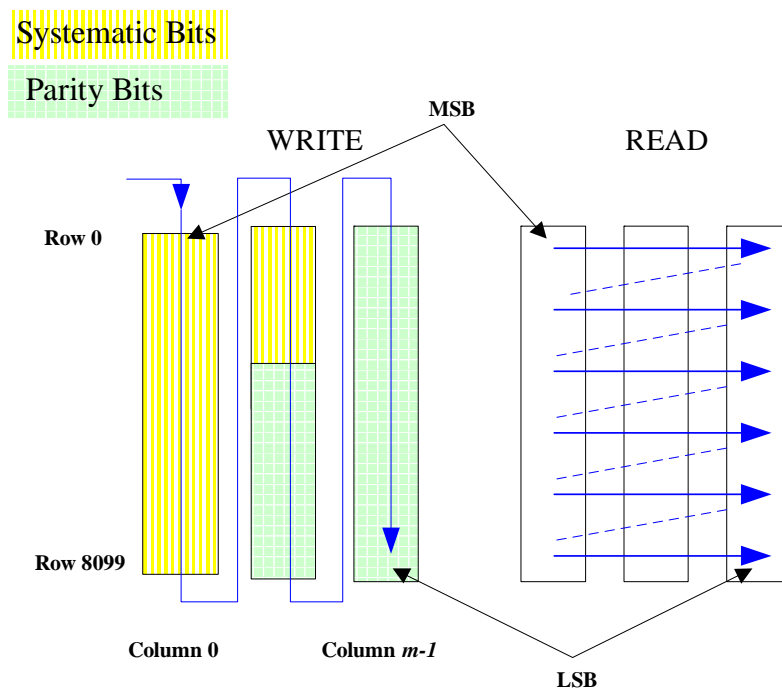 Systematic Bits
Parity Bits
WRITE
MSB
READ
Row 0
Row 8099
Column 0
Column m-1
LSB